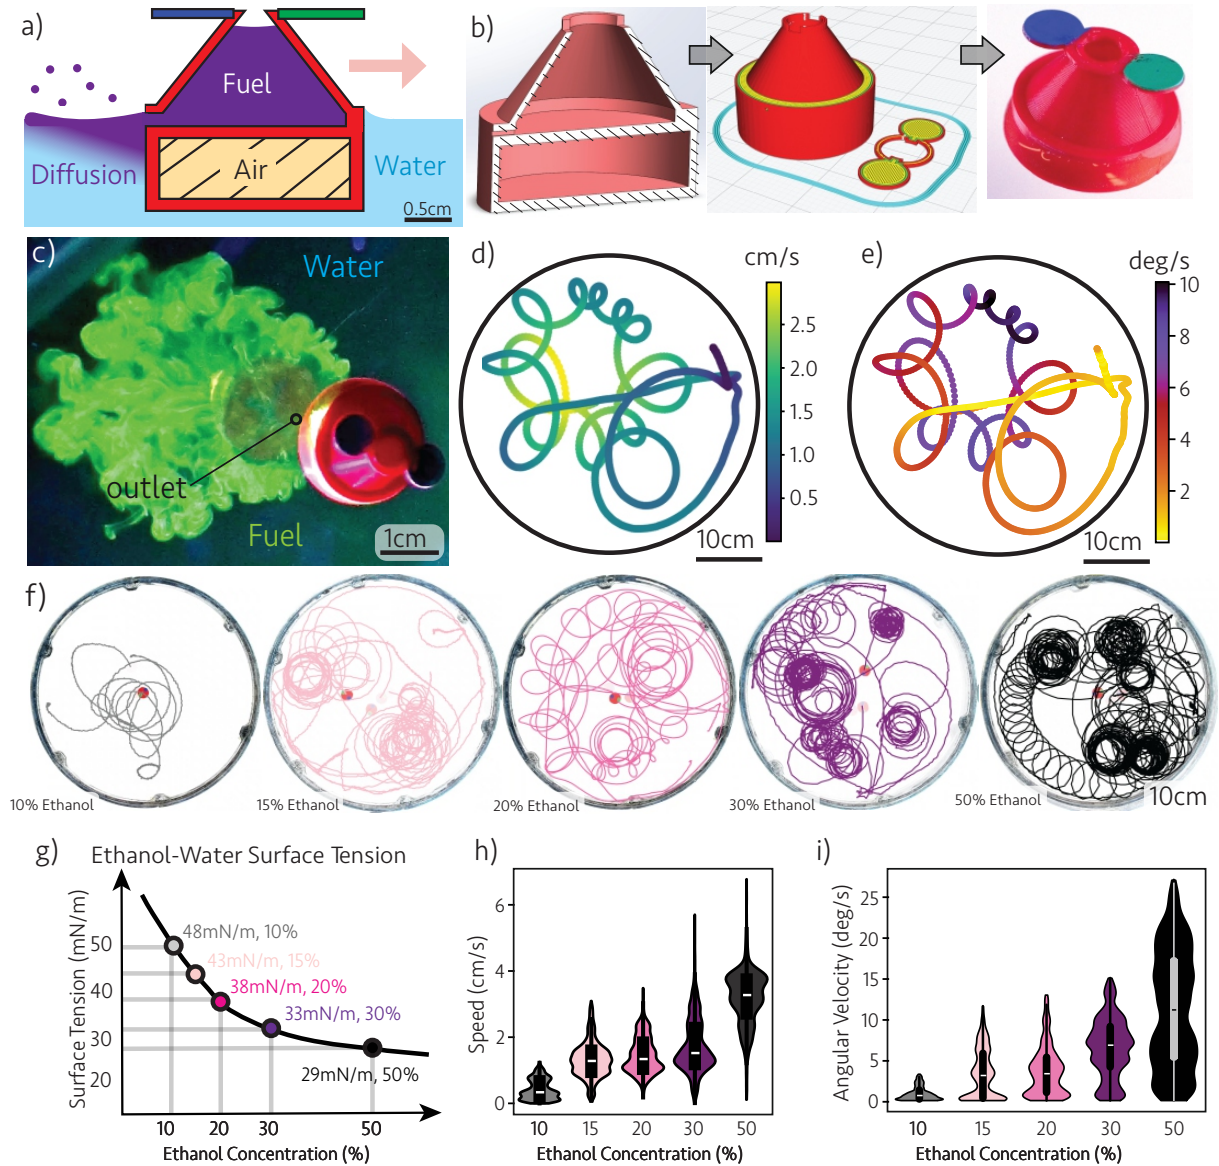 a)
Fuel
Air
Diffusion
Water
0.5cm
b)
c)
Water
outlet
Fuel
1cm
d)
cm/s
2.5
2.0
1.5
1.0
0.5
10cm
e)
deg/s
10
8
6
4
2
10cm
f)
10% Ethanol
15% Ethanol
20% Ethanol
30% Ethanol
50% Ethanol
10cm
g)
Ethanol-Water Surface Tension
Surface Tension (mN/m)
50
40
30
20
48mN/m, 10%
43mN/m, 15%
38mN/m, 20%
33mN/m, 30%
29mN/m, 50%
10
20
30
50
Ethanol Concentration (%)
h)
Speed (cm/s)
6
4
2
0
10
15
20
30
50
Ethanol Concentration (%)
i)
Angular Velocity (deg/s)
25
20
15
10
5
0
10
15
20
30
50
Ethanol Concentration (%)